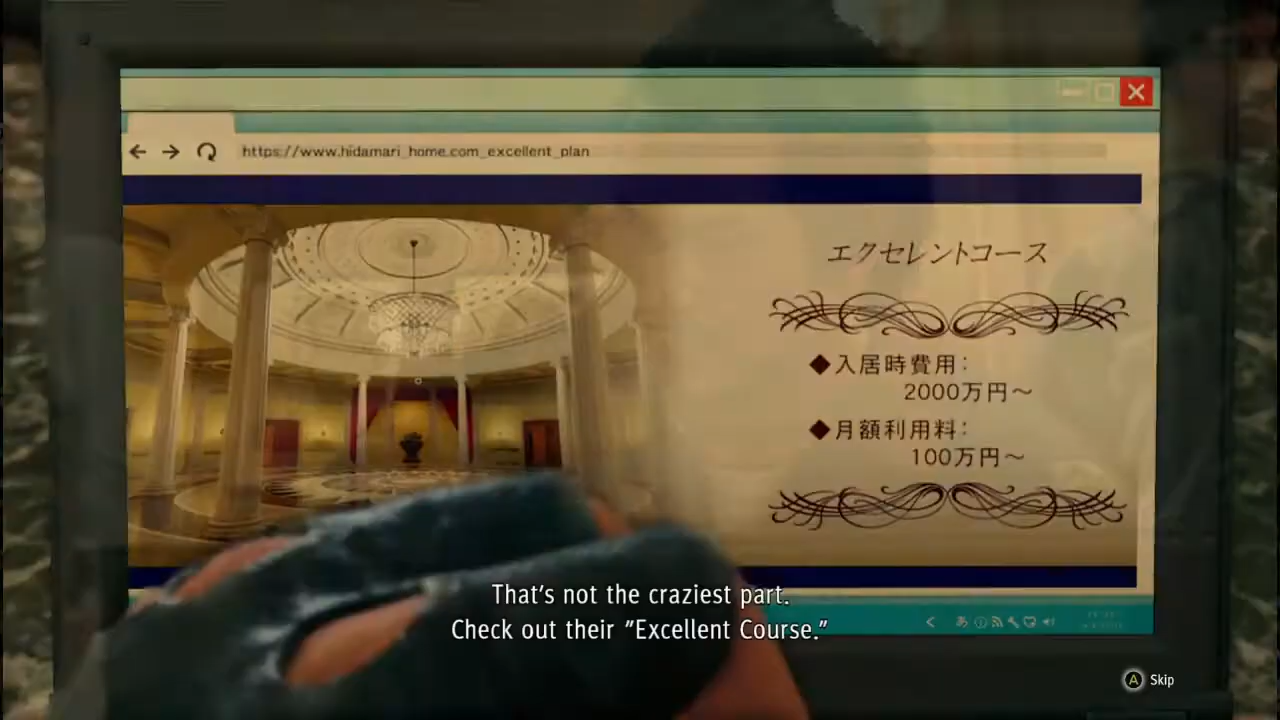 https://www.hidamari_home.com_excellent_plan
エクセレントコース
◆入居時費用:
2000万円～
◆月額利用料:
100万円～
That's not the craziest part.
Check out their "Excellent Course."
あ
A Skip